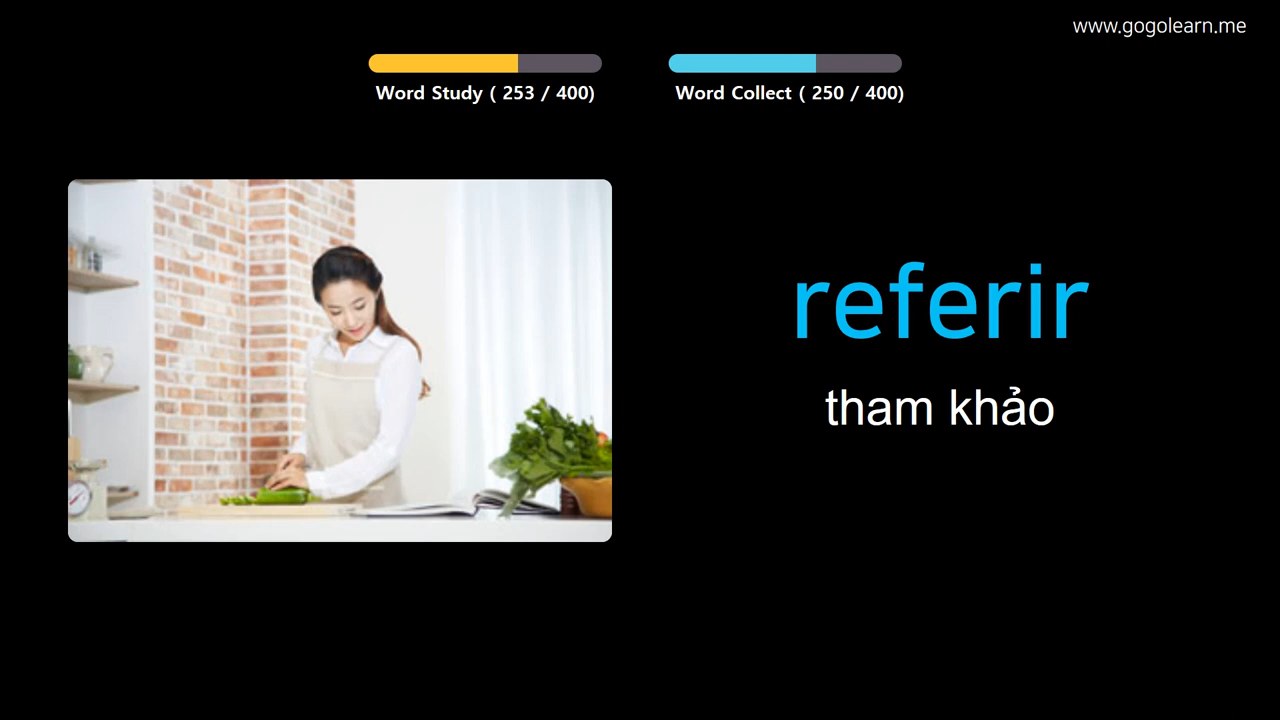 www.gogolearn.me
Word Study ( 253 / 400)
Word Collect ( 250 / 400)
referir
tham khảo